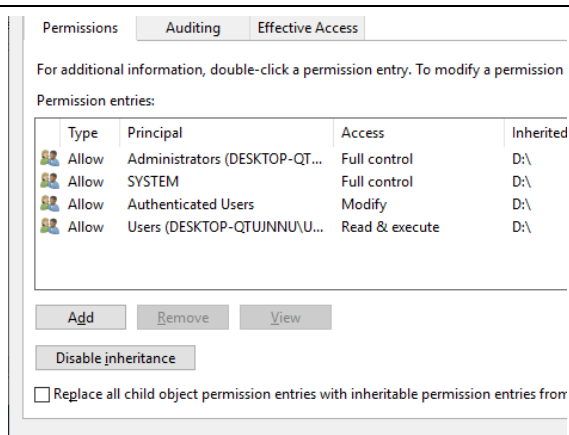 Permissions Auditing Effective Access
For additional information, double-click a permission entry. To modify a permission
Permission entries:
Type Principal Access Inherited
Allow Administrators (DESKTOP-QT... Full control D:\
Allow SYSTEM Full control D:\
Allow Authenticated Users Modify D:\
Allow Users (DESKTOP-QTUJNNU\U... Read & execute D:\
Add Remove View
Disable inheritance
Replace all child object permission entries with inheritable permission entries from